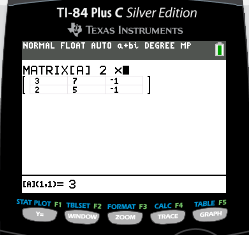 TI-84 Plus C Silver Edition
TEXAS INSTRUMENTS
NORMAL FLOAT AUTO a+bi DEGREE MP
MATRIX[A] 2 ×
3 7 -1
2 5 -1
[A](1,1)= 3
STAT PLOT F1 TBLSET F2 FORMAT F3 CALC F4 TABLE F5
Y= WINDOW ZOOM TRACE GRAPH